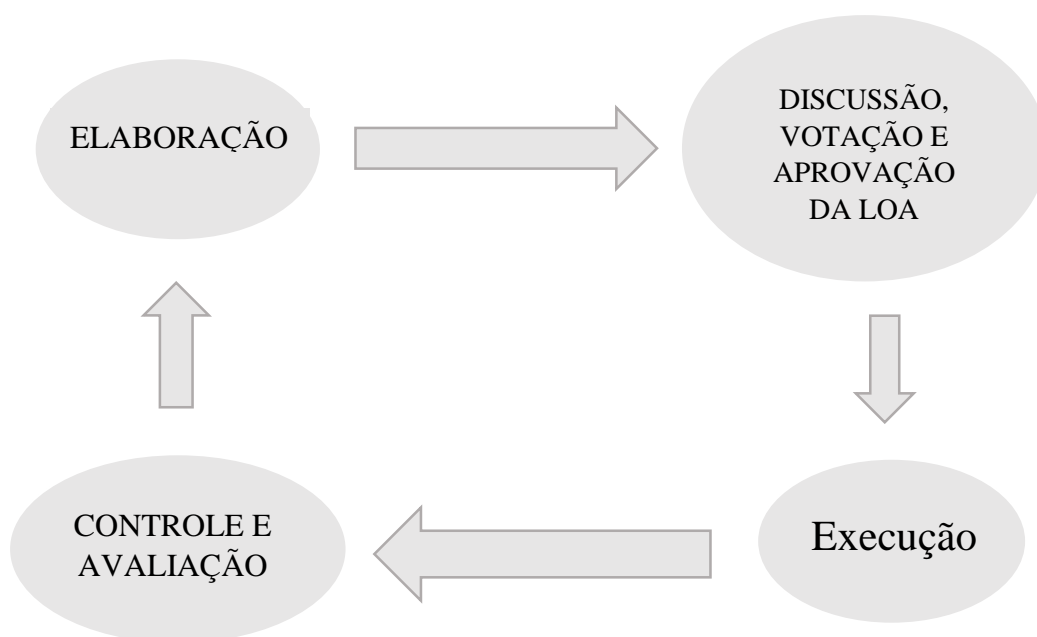 ELABORAÇÃO
DISCUSSÃO,
VOTAÇÃO E
APROVAÇÃO
DA LOA
Execução
CONTROLE E
AVALIAÇÃO